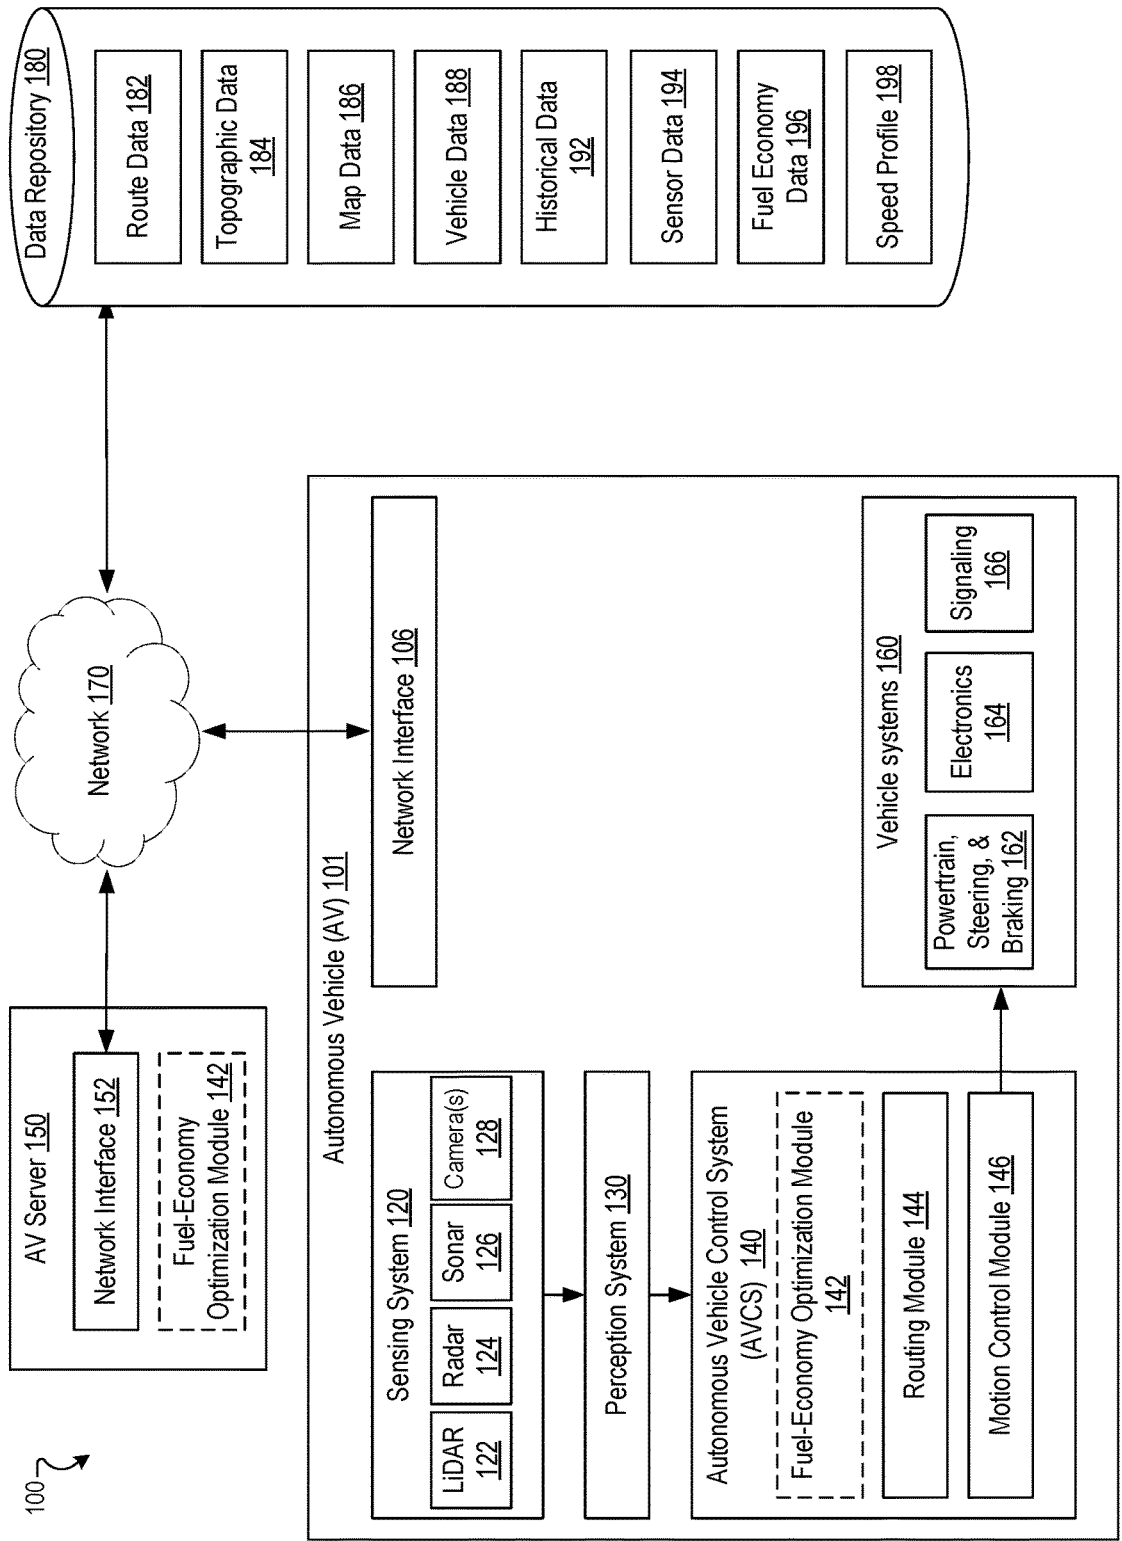 100
AV Server 150
Network Interface 152
Fuel-Economy
Optimization Module 142
Network 170
Data Repository 180
Route Data 182
Topographic Data
184
Map Data 186
Vehicle Data 188
Historical Data
192
Sensor Data 194
Fuel Economy
Data 196
Speed Profile 198
Autonomous Vehicle (AV) 101
Sensing System 120
LiDAR
122
Radar
124
Sonar
126
Camera(s)
128
Network Interface 106
Perception System 130
Autonomous Vehicle Control System
(AVCS) 140
Fuel-Economy Optimization Module
142
Routing Module 144
Motion Control Module 146
Vehicle systems 160
Powertrain,
Steering, &
Braking 162
Electronics
164
Signaling
166